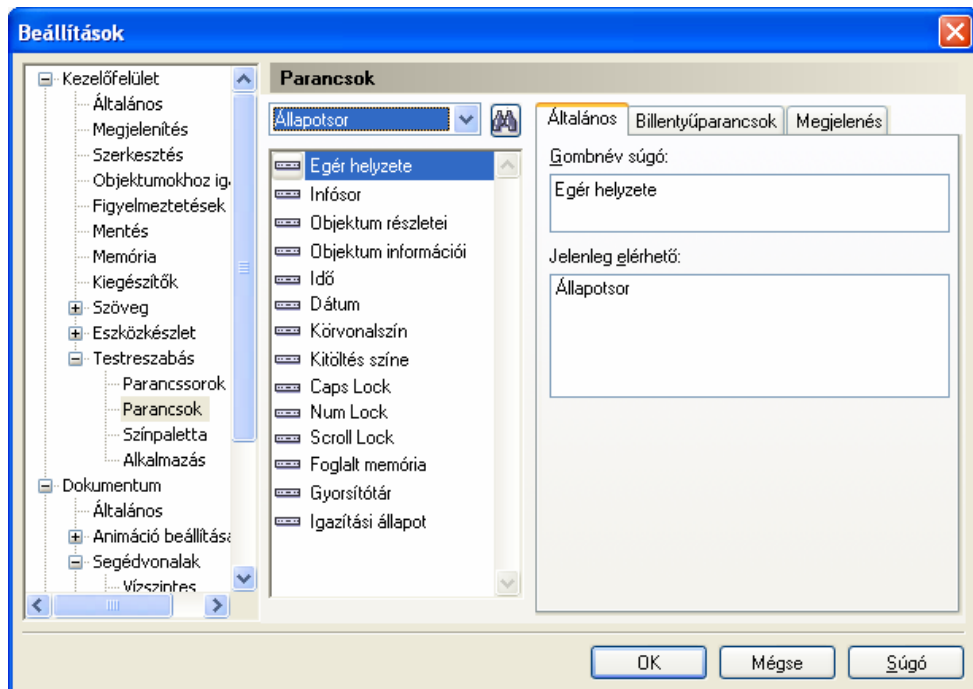 Beállítások
Kezelőfelület
Általános
Megjelenítés
Szerkesztés
Objektumokhoz ig
Figyelmeztetések
Mentés
Memória
Kiegészítők
Szöveg
Eszközkészlet
Testreszabás
Parancssorok
Parancsok
Színpaletta
Alkalmazás
Dokumentum
Általános
Animáció beállítása
Segédvonalak
Vízszintes
Parancsok
Állapotsor
Egér helyzete
Infósor
Objektum részletei
Objektum információi
Idő
Dátum
Körvonalszín
Kitöltés színe
Caps Lock
Num Lock
Scroll Lock
Foglalt memória
Gyorsítótár
Igazítási állapot
Általános Billentyűparancsok Megjelenés
Gombnév súgó:
Egér helyzete
Jelenleg elérhető:
Állapotsor
OK Mégse Súgó